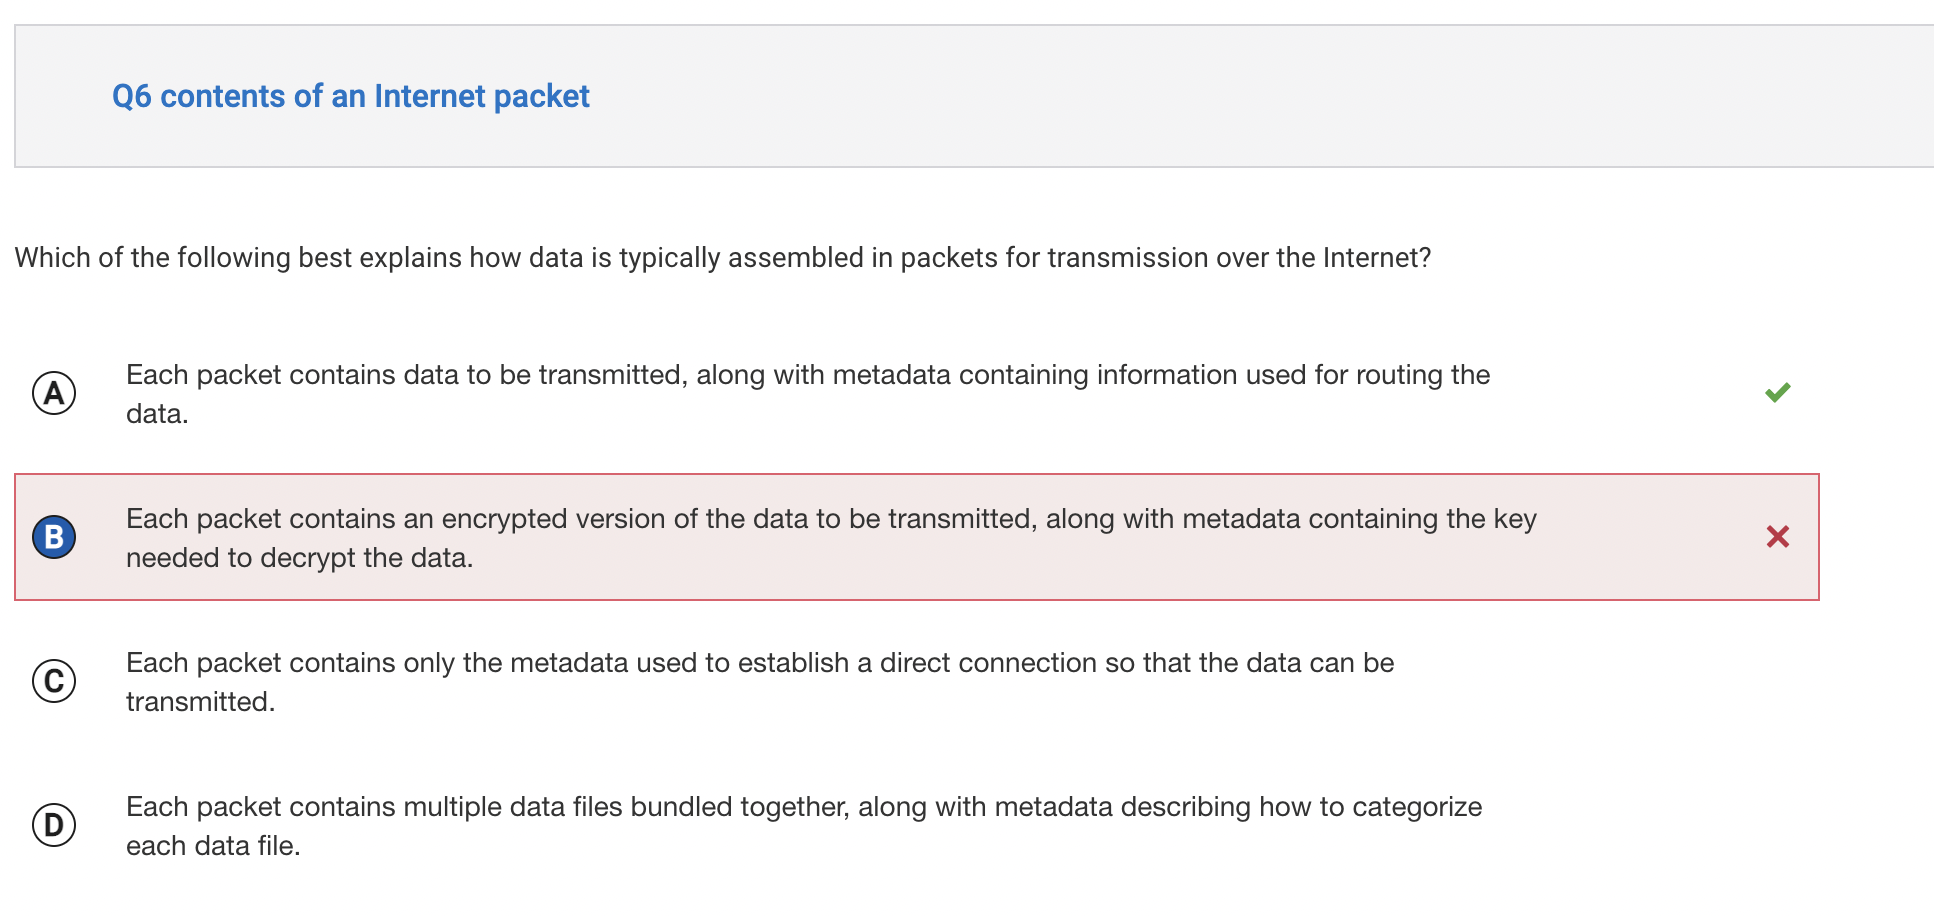 Q6 contents of an Internet packet
Which of the following best explains how data is typically assembled in packets for transmission over the Internet?
A
Each packet contains data to be transmitted, along with metadata containing information used for routing the
data.
B
Each packet contains an encrypted version of the data to be transmitted, along with metadata containing the key
needed to decrypt the data.
C
Each packet contains only the metadata used to establish a direct connection so that the data can be
transmitted.
D
Each packet contains multiple data files bundled together, along with metadata describing how to categorize
each data file.